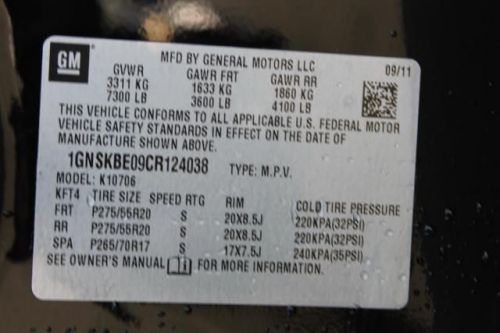 GM
MFD BY GENERAL MOTORS LLC
09/11
GVWR GAWR FRT GAWR RR
3311 KG 1633 KG 1860 KG
7300 LB 3600 LB 4100 LB
THIS VEHICLE CONFORMS TO ALL APPLICABLE U.S. FEDERAL MOTOR
VEHICLE SAFETY STANDARDS IN EFFECT ON THE DATE OF
MANUFACTURE SHOWN ABOVE.
1GNSKBE09CR124038 TYPE: M.P.V.
MODEL: K10706
KFT4 TIRE SIZE SPEED RTG RIM COLD TIRE PRESSURE
FRT P275/55R20 S 20X8.5J 220KPA(32PSI)
RR P275/55R20 S 20X8.5J 220KPA(32PSI)
SPA P265/70R17 S 17X7.5J 240KPA(35PSI)
SEE OWNER'S MANUAL FOR MORE INFORMATION.